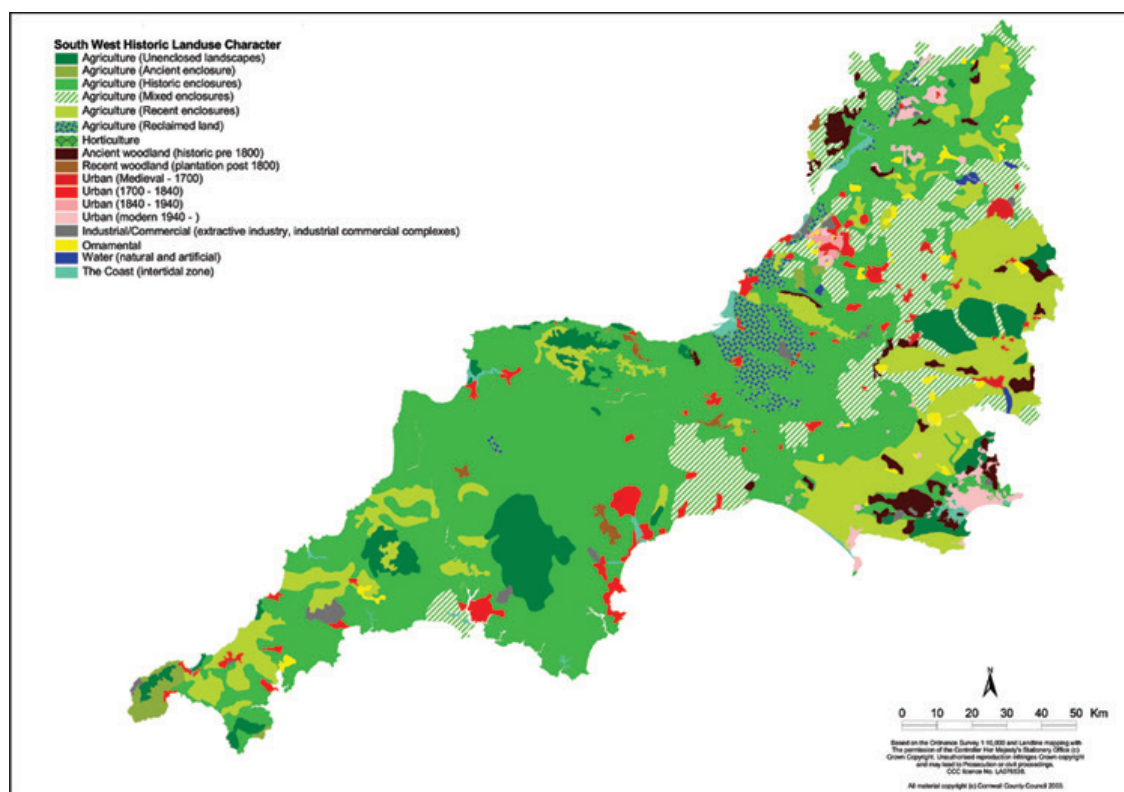 South West Historic Landuse Character
Agriculture (Unenclosed landscapes)
Agriculture (Ancient enclosure)
Agriculture (Historic enclosures)
Agriculture (Mixed enclosures)
Agriculture (Recent enclosures)
Agriculture (Reclaimed land)
Horticulture
Ancient woodland (historic pre 1800)
Recent woodland (plantation post 1800)
Urban (Medieval - 1700)
Urban (1700 - 1840)
Urban (1840 - 1940)
Urban (modern 1940 - )
Industrial/Commercial (extractive industry, industrial commercial complexes)
Ornamental
Water (natural and artificial)
The Coast (intertidal zone)
N
0 10 20 30 40 50 Km
Based on the Ordnance Survey 1:10,000 and Landline mapping with
The permission of the Controller Her Majesty's Stationery Office (c)
Crown Copyright. Unauthorised reproduction infringes Crown copyright
and may lead to Prosecution or civil proceedings.
CCC licence No.
All material copyright (c) Cornwall County Council